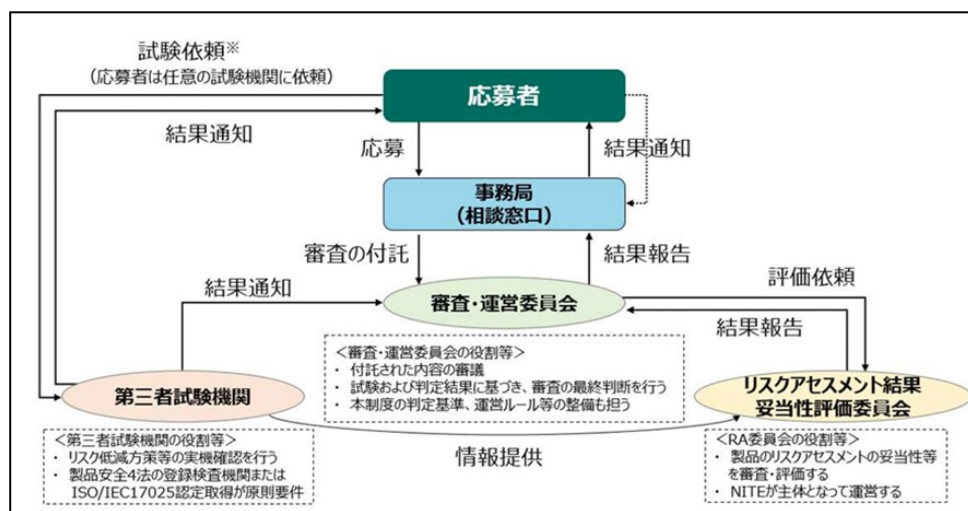 試験依頼※
(応募者は任意の試験機関に依頼)
応募者
結果通知
応募
結果通知
事務局
(相談窓口)
審査の付託
結果報告
評価依頼
結果通知
審査・運営委員会
結果報告
<審査・運営委員会の役割等>
・ 付託された内容の審議
・ 試験および判定結果に基づき、審査の最終判断を行う
・ 本制度の判定基準、運営ルール等の整備も担う
第三者試験機関
リスクアセスメント結果
妥当性評価委員会
<第三者試験機関の役割等>
・ リスク低減方策等の実機確認を行う
・ 製品安全4法の登録検査機関または
ISO/IEC17025認定取得が原則要件
情報提供
<RA委員会の役割等>
・ 製品のリスクアセスメントの妥当性等
を審査・評価する
・ NITEが主体となって運営する